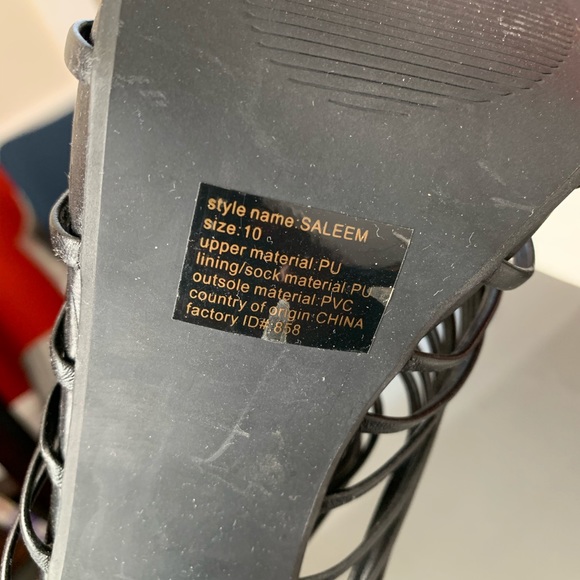 style name:SALEEM
size:10
upper material:PU
lining/sock material:PU
outsole material:PVC
country of origin:CHINA
factory ID#:858